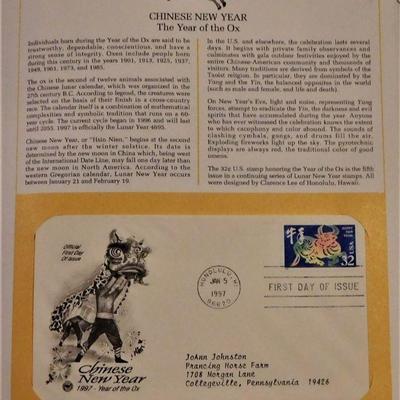 CHINESE NEW YEAR
The Year of the Ox
Individuals born during the Year of the Ox are said to be
trustworthy, dependable, conscientious, and have a
strong sense of integrity. Oxen include people born
during this century in the years 1901, 1913, 1925, 1937,
1949, 1961, 1973, and 1985.
The ox is the second of twelve animals associated with
the Chinese lunar calendar, which was organized in the
27th century B.C. According to legend, the creatures were
selected on the basis of their finish in a cross-country
race. The calendar itself is a combination of mathematical
complexities and symbolic tradition that runs on a 60-
year cycle. The current cycle began in 1996 and will last
until 2055. 1997 is officially the Lunar Year 4695.
Chinese New Year, or "Hsin Nien," begins at the second
new moon after the winter solstice. Its date is
determined by the new moon in China which, being west
of the International Date Line, may fall one day later than
the new moon in North America. According to the
western Gregorian calendar, Lunar New Year occurs
between January 21 and February 19.
In the U.S. and elsewhere, the celebration lasts several
days. It begins with private family observances and
culminates with gala outdoor festivities enjoyed by the
entire Chinese-American community and thousands of
visitors. Many traditions are derived from symbols of the
Taoist religion. In particular, they are dominated by the
Yang and the Yin, the balanced opposites in the world
(such as male and female, and life and death).
On New Year's Eve, light and noise, representing Yang
forces, attempt to eradicate the Yin, the darkness and evil
spirits that have accumulated during the year. Anyone
who has ever witnessed the celebration knows the extent
to which cacophony and color abound. The sounds of
clashing cymbals, gongs, and drums fill the air.
Exploding fireworks light up the sky. The pyrotechnic
displays are always red, the traditional color of good
omen.
The 32¢ U.S. stamp honoring the Year of the Ox is the fifth
issue in a continuing series of Lunar New Year stamps. All
were designed by Clarence Lee of Honolulu, Hawaii.
Official
First Day
Of Issue
HONOLULU, HI
JAN 5
1997
96820
FIRST DAY OF ISSUE
牛年
USA
32
Chinese
New Year
1997 - Year of the Ox
JoAnn Johnston
Prancing Horse Farm
1708 Morgan Lane
Collegeville, Pennsylvania 19426